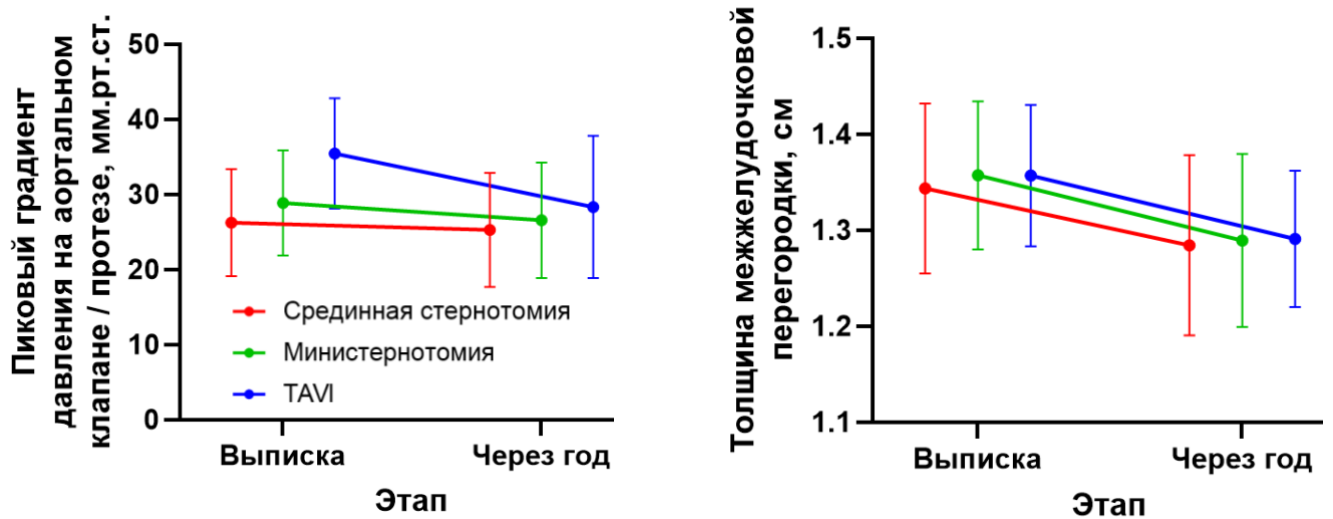 Пиковый градиент
давления на аортальном
клапане / протезе, мм.рт.ст.
50
40
30
20
10
0
Срединная стернотомия
Министернотомия
TAVI
Выписка
Через год
Этап
Толщина межжелудочковой
перегородки, см
1.5
1.4
1.3
1.2
1.1
Выписка
Через год
Этап